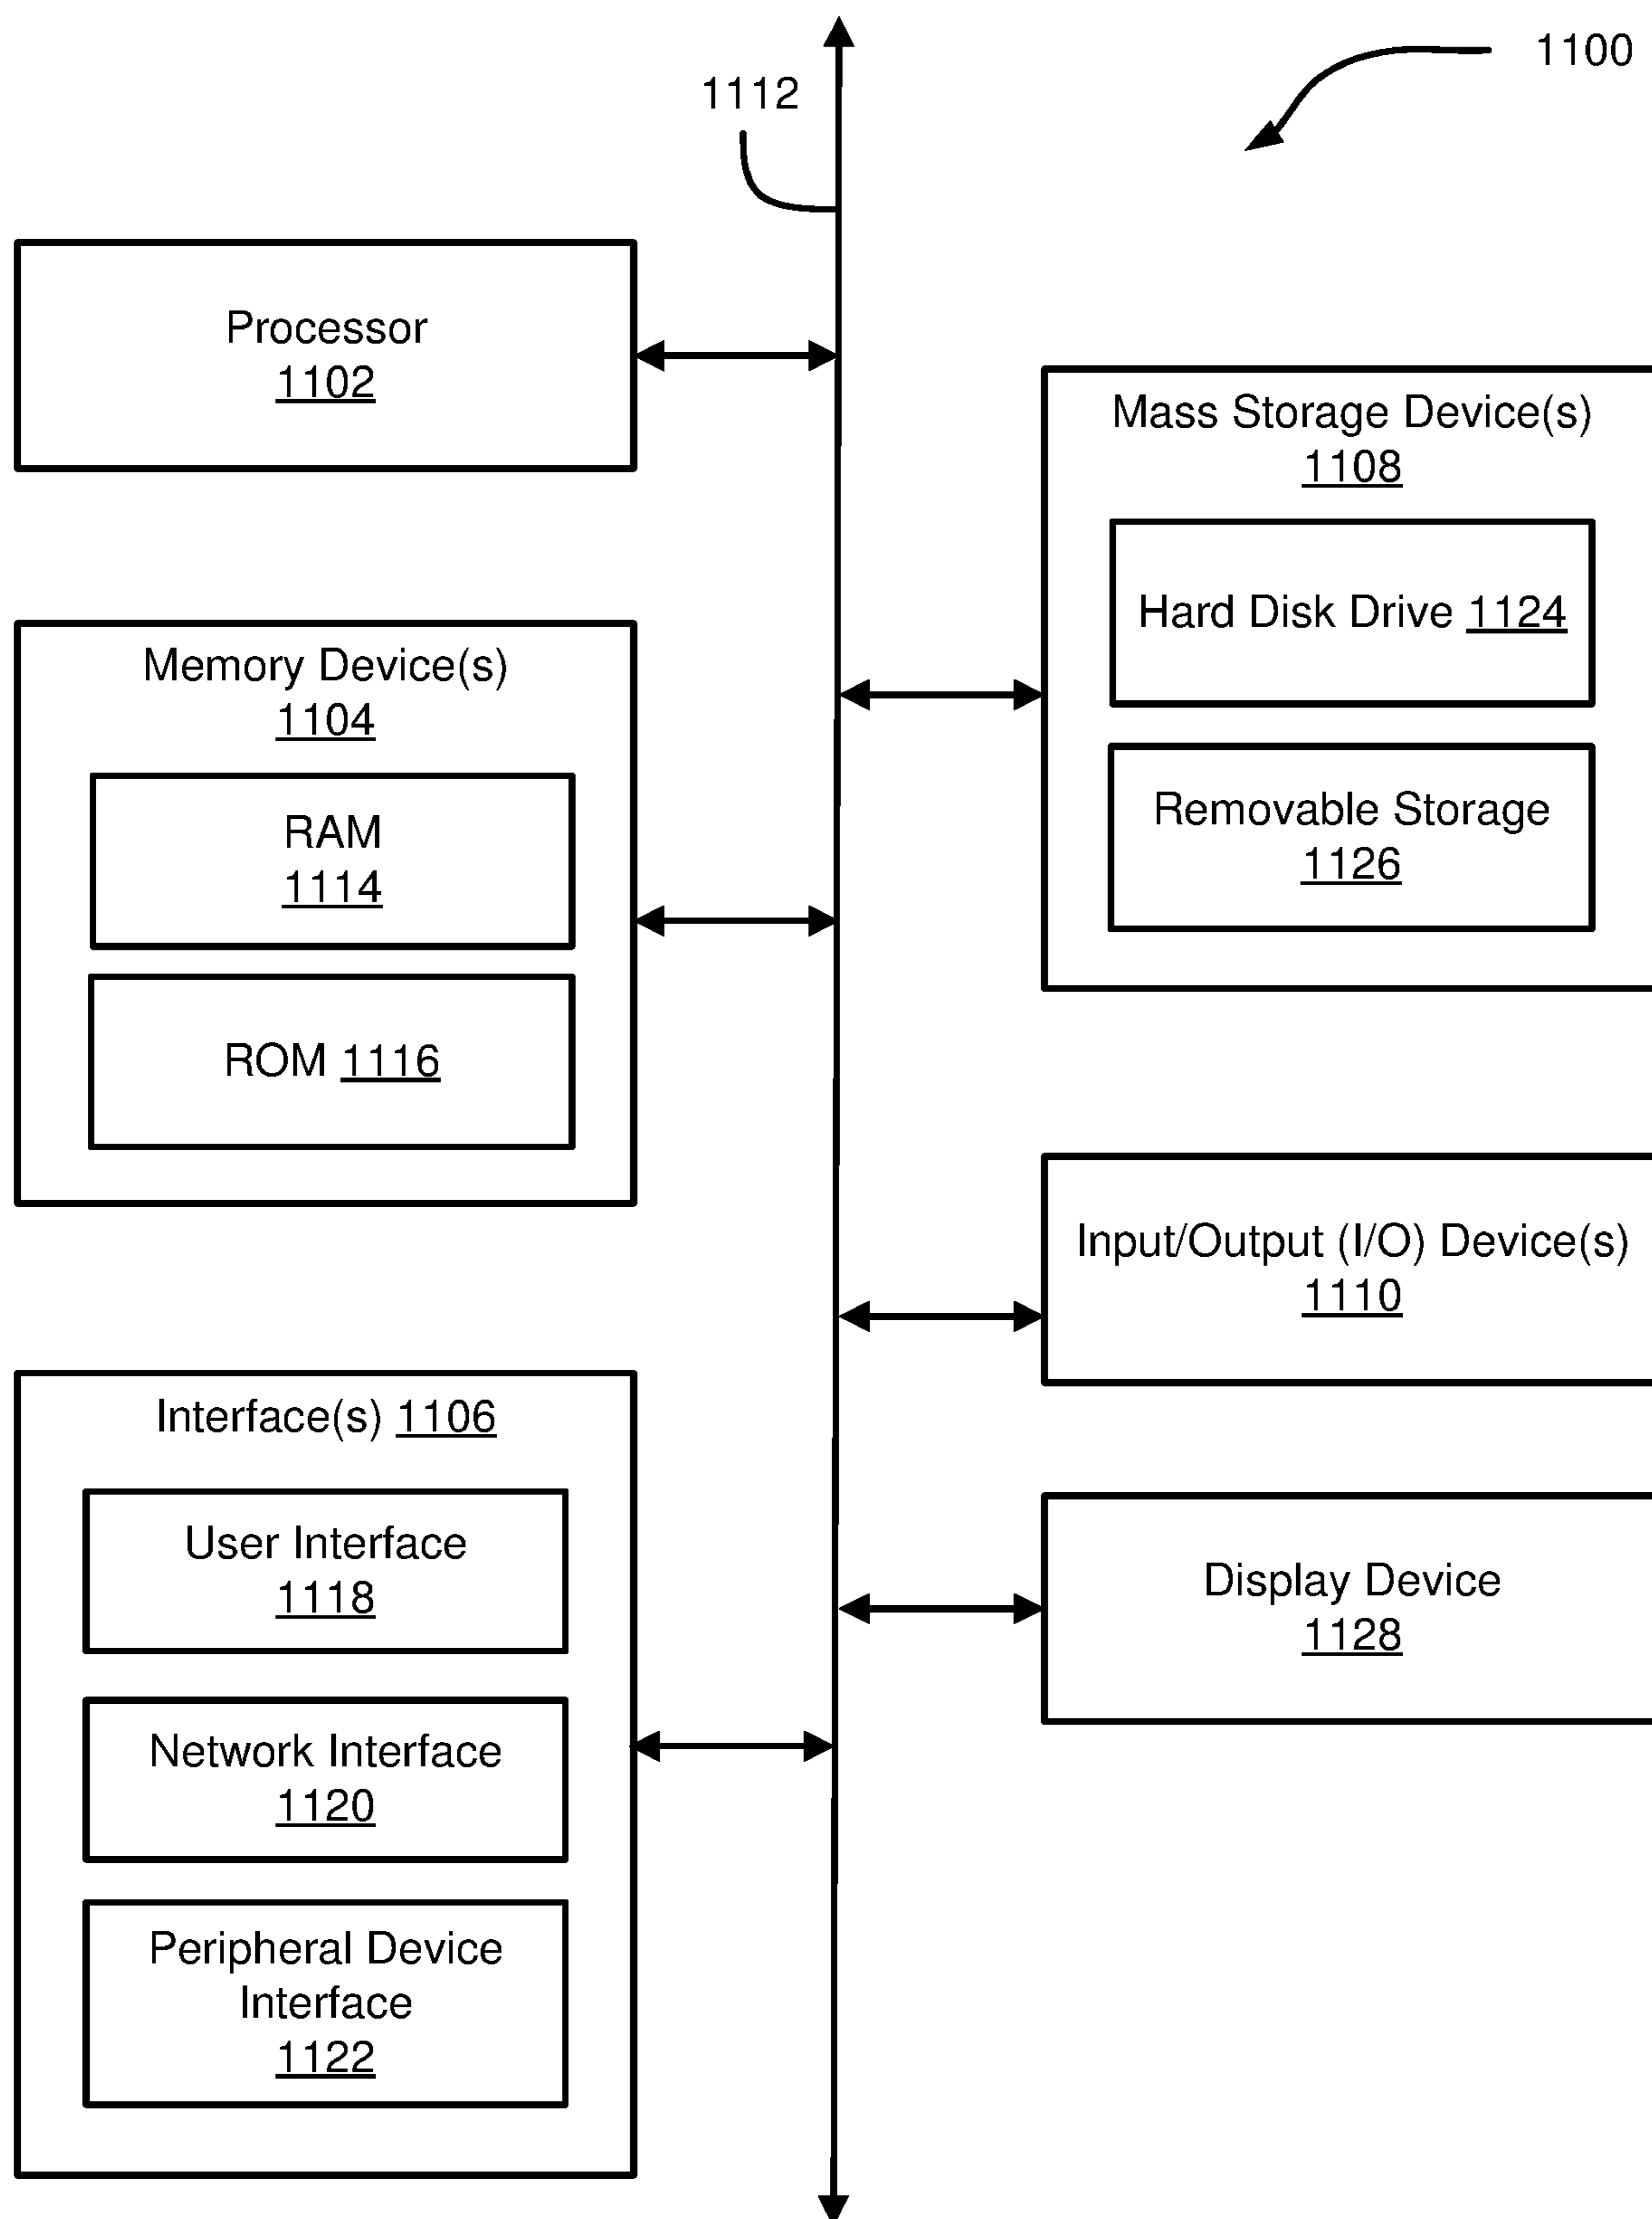 1100
1112
Processor
1102
Mass Storage Device(s)
1108
Hard Disk Drive 1124
Removable Storage
1126
Memory Device(s)
1104
RAM
1114
ROM 1116
Input/Output (I/O) Device(s)
1110
Interface(s) 1106
User Interface
1118
Network Interface
1120
Peripheral Device
Interface
1122
Display Device
1128